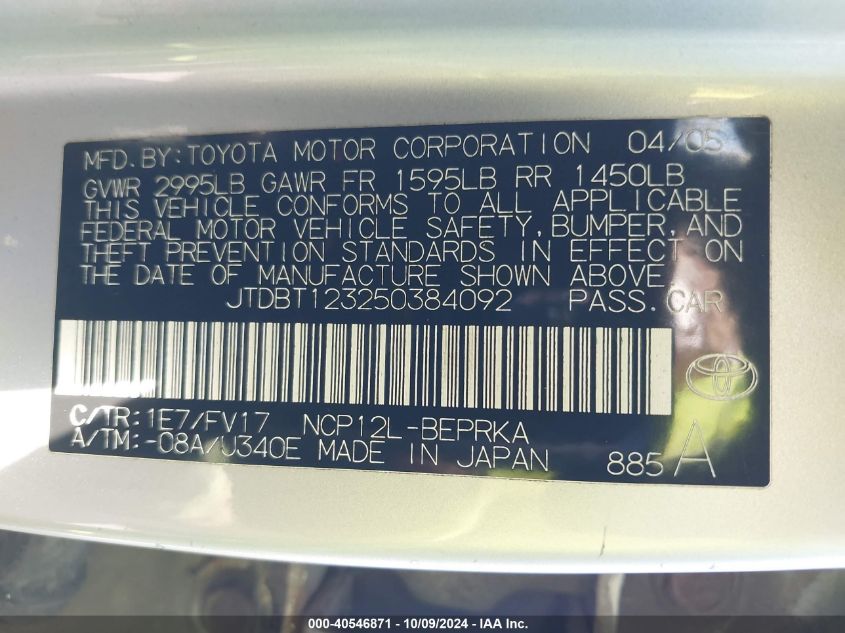 MFD. BY: TOYOTA MOTOR CORPORATION 04/05
GVWR 2995LB GAWR FR 1595LB RR 1450LB
THIS VEHICLE CONFORMS TO ALL APPLICABLE
FEDERAL MOTOR VEHICLE SAFETY, BUMPER, AND
THEFT PREVENTION STANDARDS IN EFFECT ON
THE DATE OF MANUFACTURE SHOWN ABOVE.
JTDBT123250384092 PASS. CAR
C/TR: 1E7/FV17 NCP12L-BEPRKA
A/TM: -08A/U340E MADE IN JAPAN 885 A
000-40546871 - 10/09/2024 - IAA Inc.